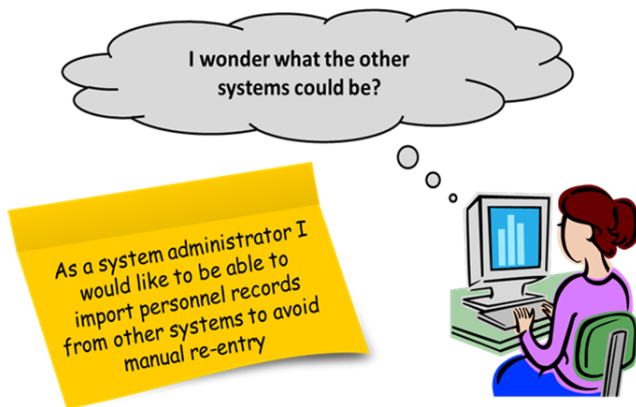 I wonder what the other
systems could be?
As a system administrator I
would like to be able to
import personnel records
from other systems to avoid
manual re-entry